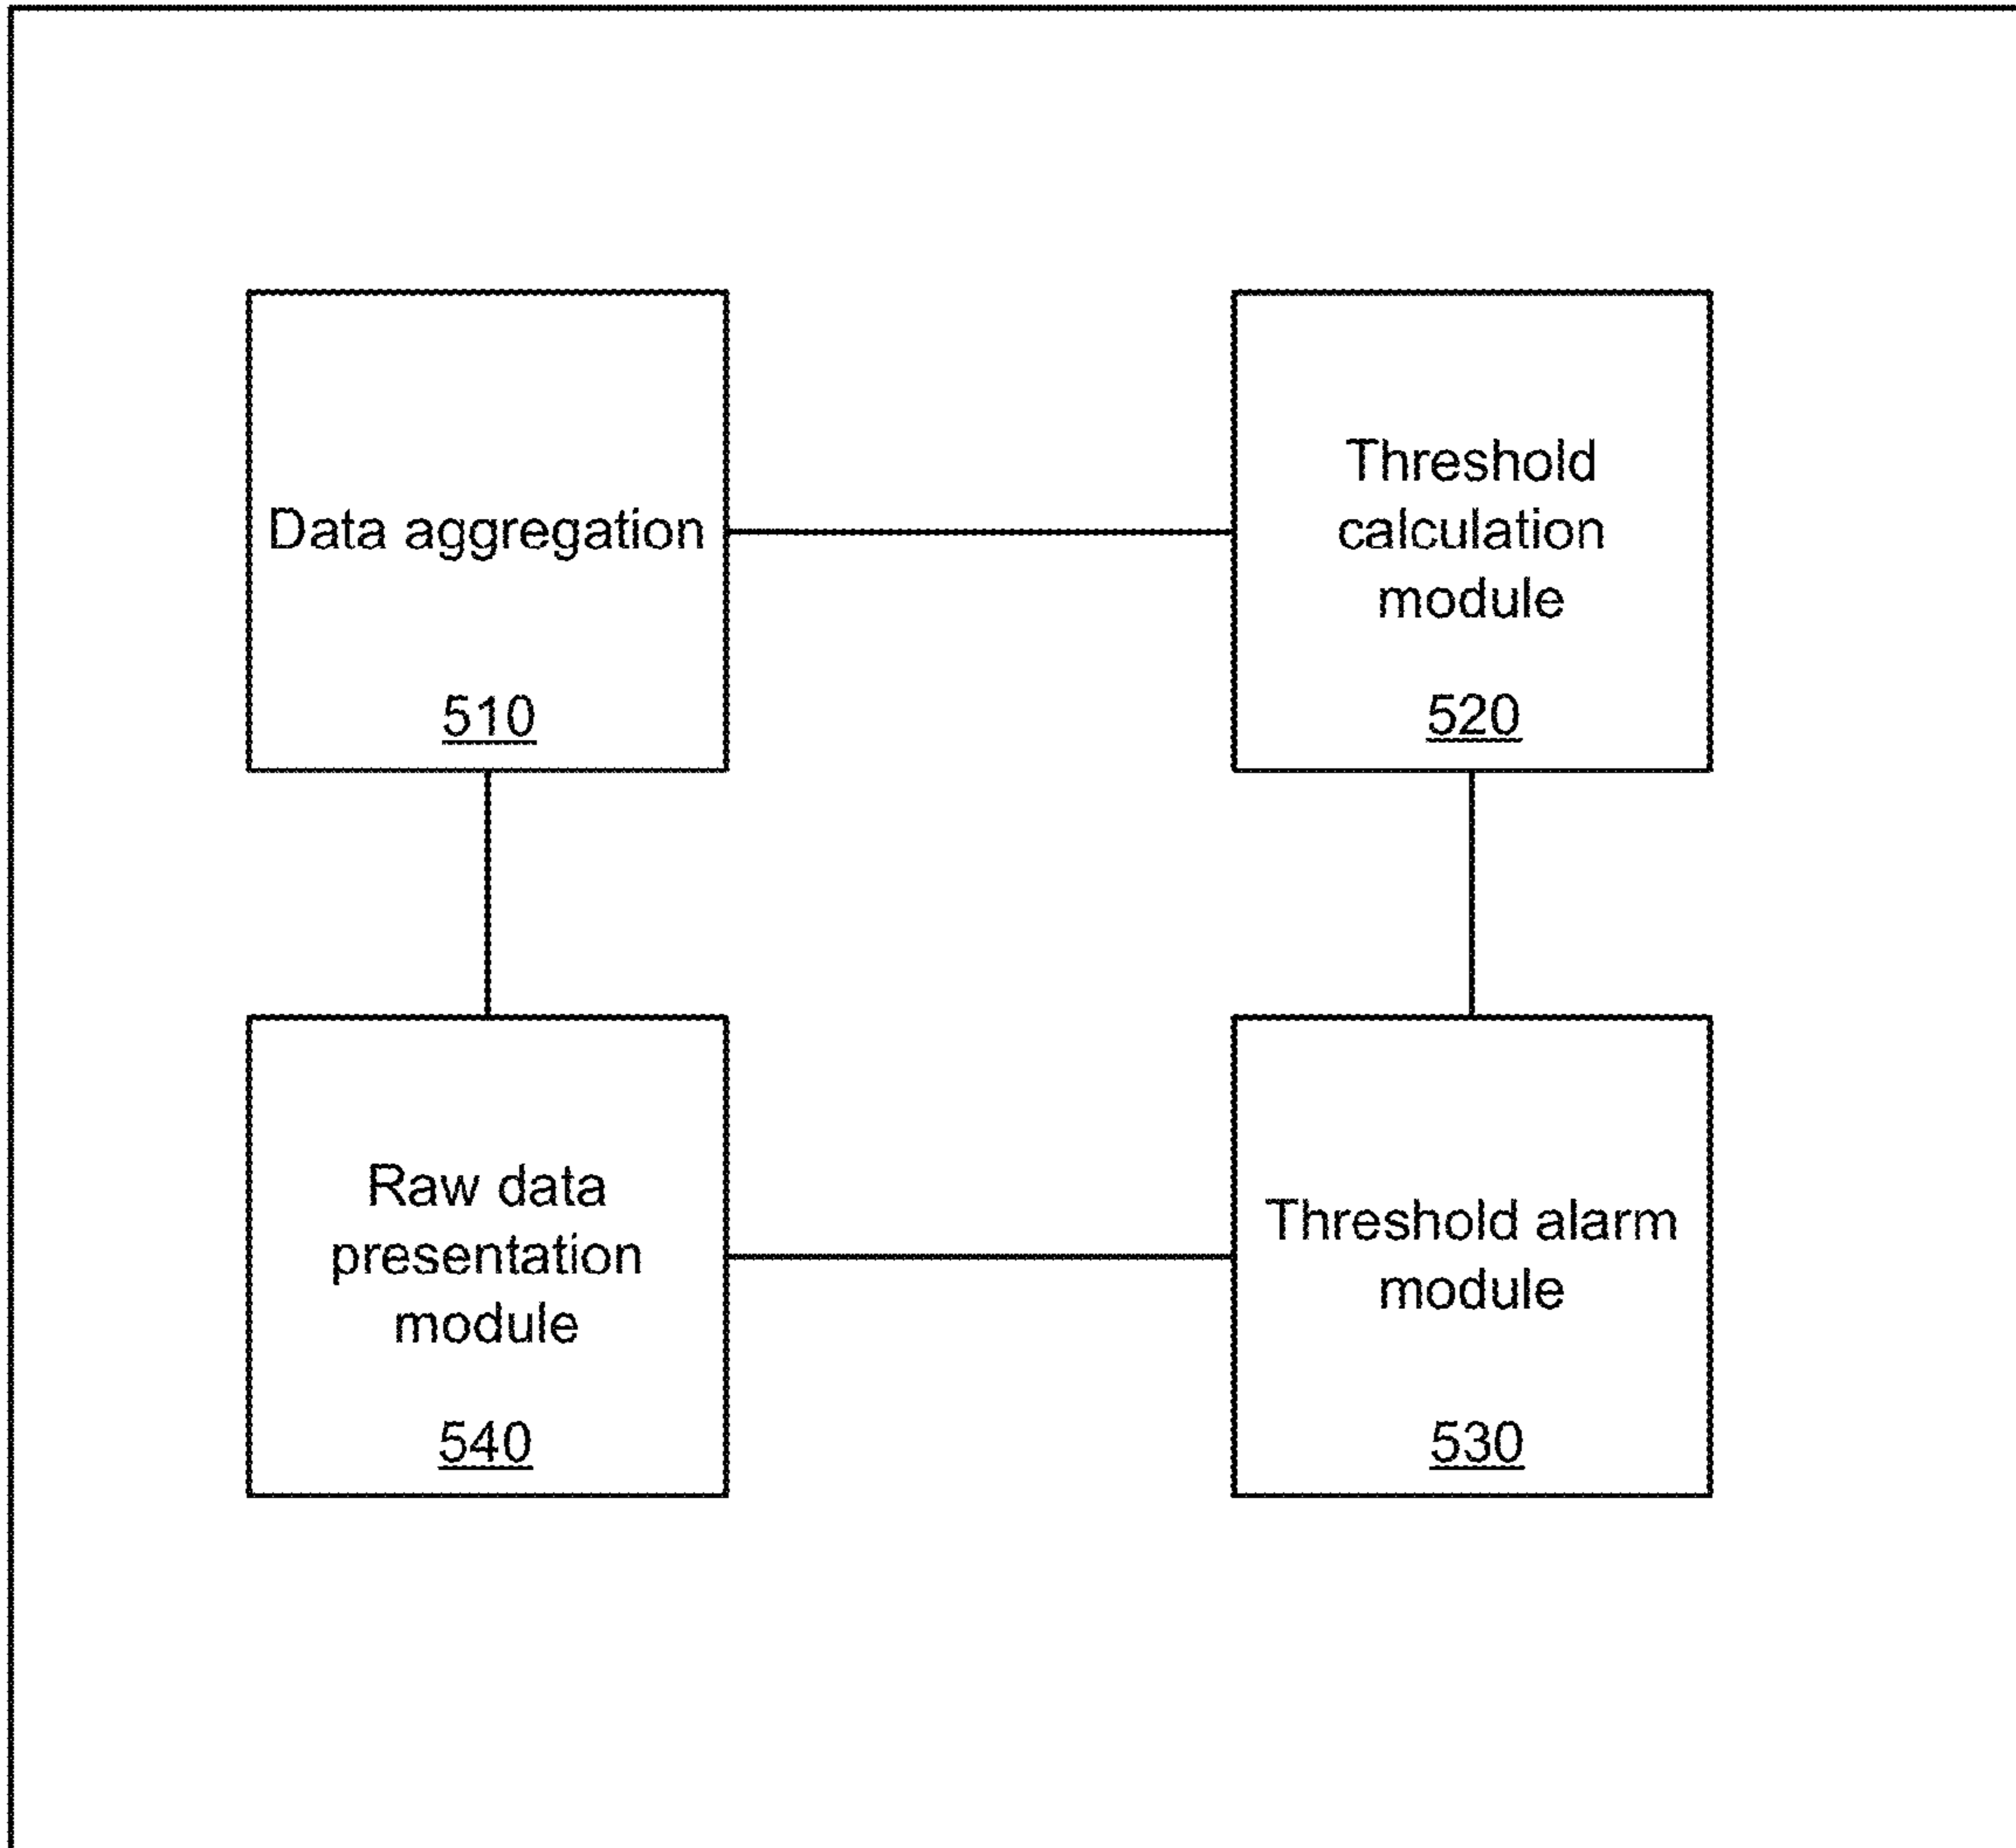 Data aggregation
510
Threshold
calculation
module
520
Raw data
presentation
module
540
Threshold alarm
module
530